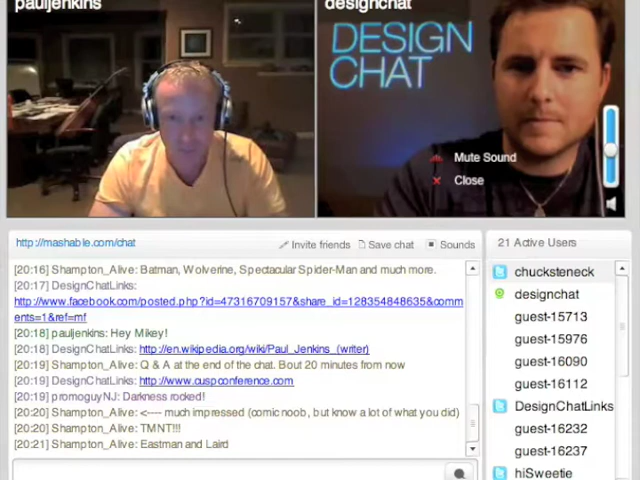 pauljenkins
designchat
DESIGN
CHAT
Mute Sound
Close
http://mashable.com/chat
Invite friends
Save chat
Sounds
21 Active Users
[20:16] Shampton_Alive: Batman, Wolverine, Spectacular Spider-Man and much more.
[20:17] DesignChatLinks:
http://www.facebook.com/posted.php?id=47316709157&share_id=128354848635&comm
ents=1&ref=mf
[20:18] pauljenkins: Hey Mikey!
[20:18] DesignChatLinks: http://en.wikipedia.org/wiki/Paul_Jenkins_(writer)
[20:19] Shampton_Alive: Q & A at the end of the chat. Bout 20 minutes from now
[20:19] DesignChatLinks: http://www.cuspconference.com
[20:19] promoguyNJ: Darkness rocked!
[20:20] Shampton_Alive: <---- much impressed (comic noob, but know a lot of what you did)
[20:20] Shampton_Alive: TMNT!!!
[20:21] Shampton_Alive: Eastman and Laird
chucksteneck
designchat
guest-15713
guest-15976
guest-16090
guest-16112
DesignChatLinks
guest-16232
guest-16237
hiSweetie